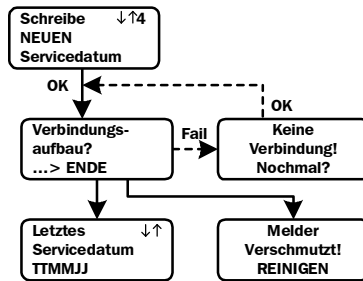 Schreibe ↓↑4
NEUEN
Servicedatum
OK
OK
Verbindungs-
aufbau?
...> ENDE
Fail
Keine
Verbindung!
Nochmal?
Letztes ↓↑
Servicedatum
TTMMJJ
Melder
Verschmutzt!
REINIGEN